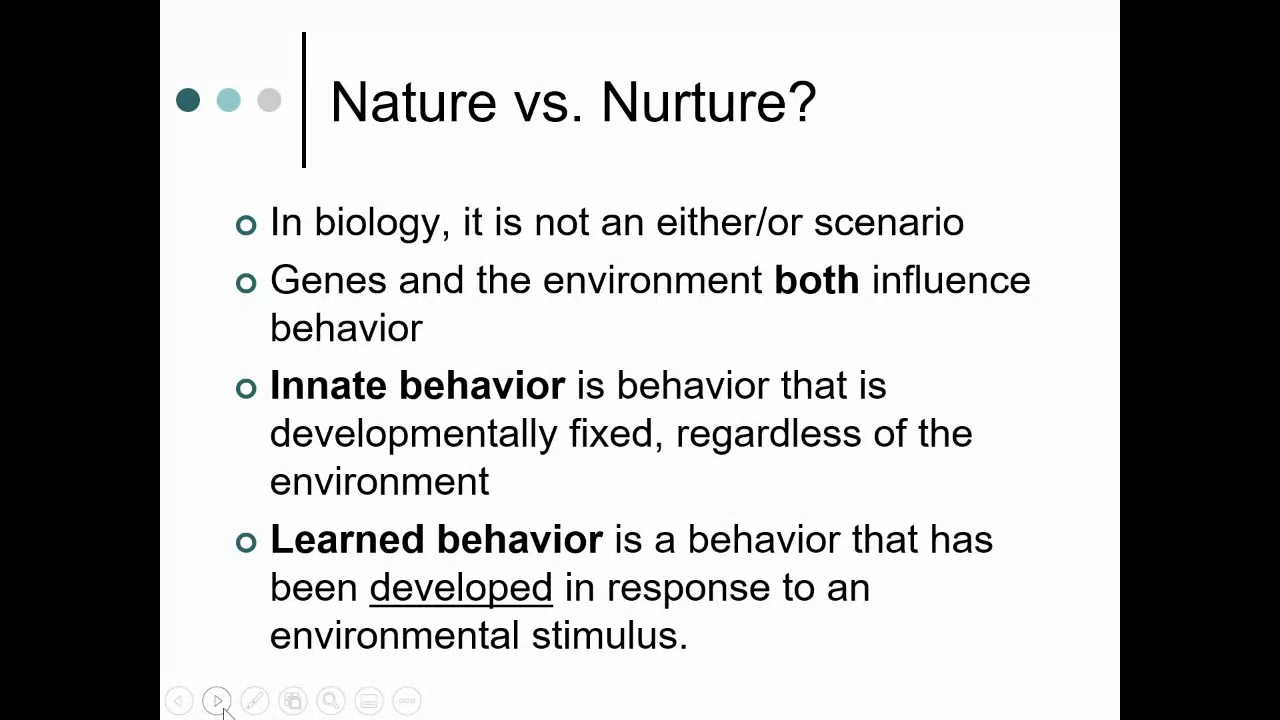 Nature vs. Nurture?
In biology, it is not an either/or scenario
Genes and the environment both influence
behavior
Innate behavior is behavior that is
developmentally fixed, regardless of the
environment
Learned behavior is a behavior that has
been developed in response to an
environmental stimulus.